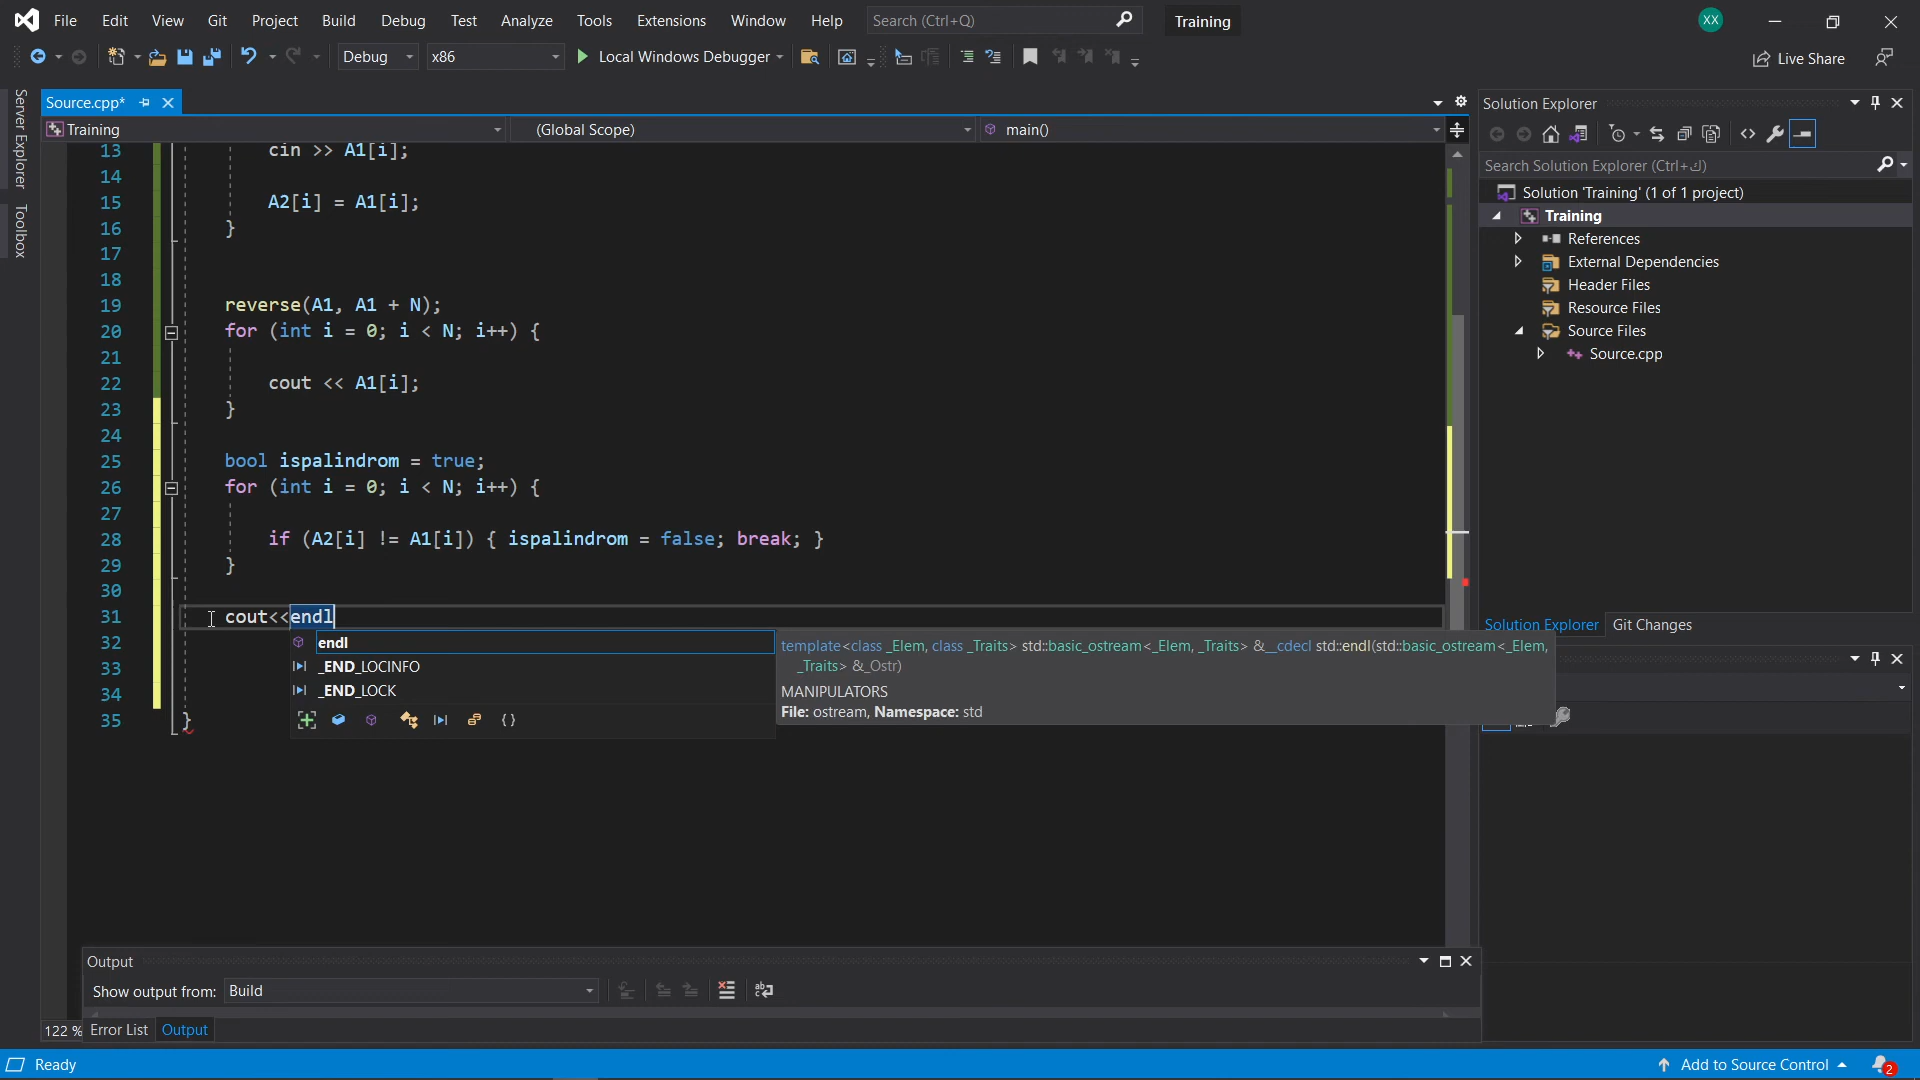 File Edit View Git Project Build Debug Test Analyze Tools Extensions Window Help Search (Ctrl+Q) Training XX
Debug x86 Local Windows Debugger Live Share
Server Explorer
Toolbox
Source.cpp*
Training (Global Scope) main()
13 cin >> A1[i];
14
15 A2[i] = A1[i];
16 }
17
18
19 reverse(A1, A1 + N);
20 for (int i = 0; i < N; i++) {
21
22 cout << A1[i];
23 }
24
25 bool ispalindrom = true;
26 for (int i = 0; i < N; i++) {
27
28 if (A2[i] != A1[i]) { ispalindrom = false; break; }
29 }
30
31 cout<<endl
32
33
34
35 }
endl
_END_LOCINFO
_END_LOCK
template<class _Elem, class _Traits> std::basic_ostream<_Elem, _Traits> &__cdecl std::endl(std::basic_ostream<_Elem,
_Traits> &_Ostr)
MANIPULATORS
File: ostream, Namespace: std
Solution Explorer
Search Solution Explorer (Ctrl+ك)
Solution 'Training' (1 of 1 project)
Training
References
External Dependencies
Header Files
Resource Files
Source Files
Source.cpp
Solution Explorer Git Changes
Output
Show output from: Build
122 % Error List Output
Ready Add to Source Control 2